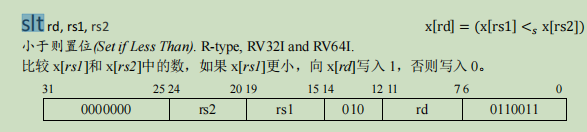 slt rd, rs1, rs2 x[rd] = (x[rs1] <ₛ x[rs2])
小于则置位(Set if Less Than). R-type, RV32I and RV64I.
比较 x[rs1]和 x[rs2]中的数，如果 x[rs1]更小，向 x[rd]写入 1，否则写入 0。
31 25 24 20 19 15 14 12 11 7 6 0
0000000 rs2 rs1 010 rd 0110011